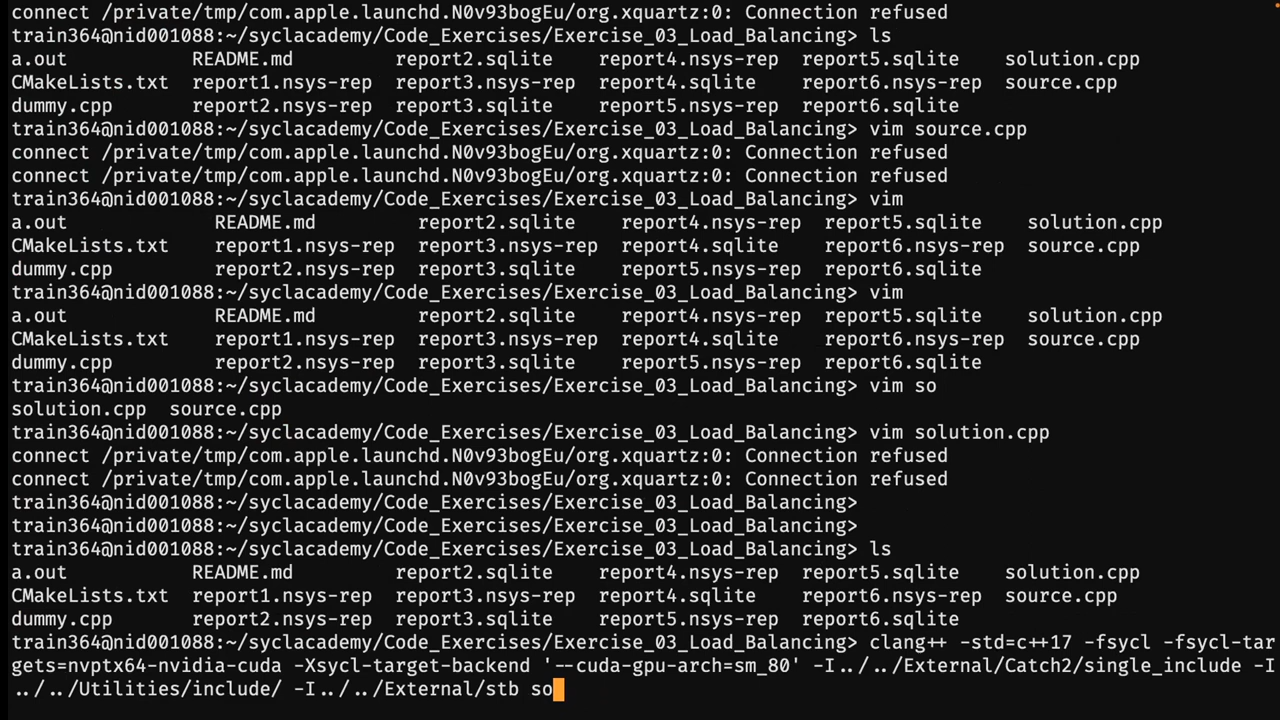 connect /private/tmp/com.apple.launchd.N0v93bogEu/org.xquartz:0: Connection refused
train364@nid001088:~/syclacademy/Code_Exercises/Exercise_03_Load_Balancing> ls
a.out README.md report2.sqlite report4.nsys-rep report5.sqlite solution.cpp
CMakeLists.txt report1.nsys-rep report3.nsys-rep report4.sqlite report6.nsys-rep source.cpp
dummy.cpp report2.nsys-rep report3.sqlite report5.nsys-rep report6.sqlite
train364@nid001088:~/syclacademy/Code_Exercises/Exercise_03_Load_Balancing> vim source.cpp
connect /private/tmp/com.apple.launchd.N0v93bogEu/org.xquartz:0: Connection refused
connect /private/tmp/com.apple.launchd.N0v93bogEu/org.xquartz:0: Connection refused
train364@nid001088:~/syclacademy/Code_Exercises/Exercise_03_Load_Balancing> vim
a.out README.md report2.sqlite report4.nsys-rep report5.sqlite solution.cpp
CMakeLists.txt report1.nsys-rep report3.nsys-rep report4.sqlite report6.nsys-rep source.cpp
dummy.cpp report2.nsys-rep report3.sqlite report5.nsys-rep report6.sqlite
train364@nid001088:~/syclacademy/Code_Exercises/Exercise_03_Load_Balancing> vim
a.out README.md report2.sqlite report4.nsys-rep report5.sqlite solution.cpp
CMakeLists.txt report1.nsys-rep report3.nsys-rep report4.sqlite report6.nsys-rep source.cpp
dummy.cpp report2.nsys-rep report3.sqlite report5.nsys-rep report6.sqlite
train364@nid001088:~/syclacademy/Code_Exercises/Exercise_03_Load_Balancing> vim so
solution.cpp source.cpp
train364@nid001088:~/syclacademy/Code_Exercises/Exercise_03_Load_Balancing> vim solution.cpp
connect /private/tmp/com.apple.launchd.N0v93bogEu/org.xquartz:0: Connection refused
connect /private/tmp/com.apple.launchd.N0v93bogEu/org.xquartz:0: Connection refused
train364@nid001088:~/syclacademy/Code_Exercises/Exercise_03_Load_Balancing>
train364@nid001088:~/syclacademy/Code_Exercises/Exercise_03_Load_Balancing>
train364@nid001088:~/syclacademy/Code_Exercises/Exercise_03_Load_Balancing> ls
a.out README.md report2.sqlite report4.nsys-rep report5.sqlite solution.cpp
CMakeLists.txt report1.nsys-rep report3.nsys-rep report4.sqlite report6.nsys-rep source.cpp
dummy.cpp report2.nsys-rep report3.sqlite report5.nsys-rep report6.sqlite
train364@nid001088:~/syclacademy/Code_Exercises/Exercise_03_Load_Balancing> clang++ -std=c++17 -fsycl -fsycl-tar
gets=nvptx64-nvidia-cuda -Xsycl-target-backend '--cuda-gpu-arch=sm_80' -I../../External/Catch2/single_include -I
../../Utilities/include/ -I../../External/stb so